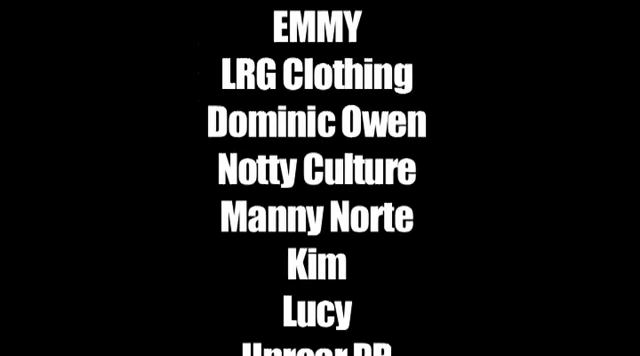 EMMY
LRG Clothing
Dominic Owen
Notty Culture
Manny Norte
Kim
Lucy